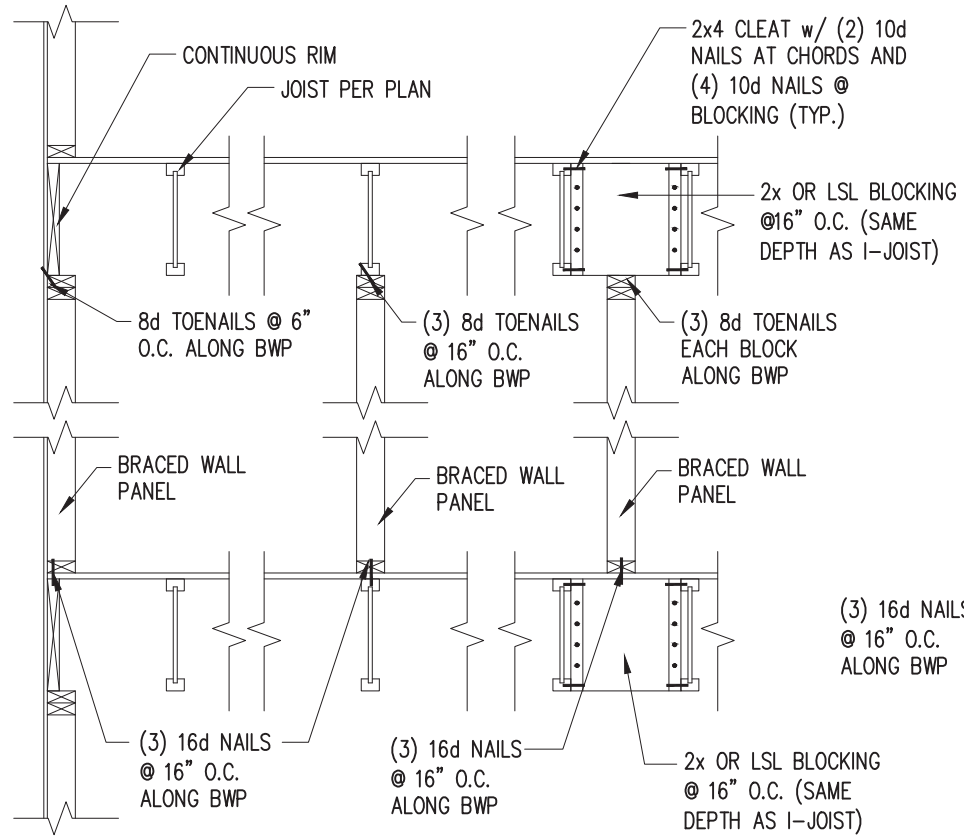 CONTINUOUS RIM
JOIST PER PLAN
2x4 CLEAT w/ (2) 10d
NAILS AT CHORDS AND
(4) 10d NAILS @
BLOCKING (TYP.)
2x OR LSL BLOCKING
@16" O.C. (SAME
DEPTH AS I-JOIST)
8d TOENAILS @ 6"
O.C. ALONG BWP
(3) 8d TOENAILS
@ 16" O.C.
ALONG BWP
(3) 8d TOENAILS
EACH BLOCK
ALONG BWP
BRACED WALL
PANEL
BRACED WALL
PANEL
BRACED WALL
PANEL
(3) 16d NAILS
@ 16" O.C.
ALONG BWP
(3) 16d NAILS
@ 16" O.C.
ALONG BWP
(3) 16d NAILS
@ 16" O.C.
ALONG BWP
2x OR LSL BLOCKING
@ 16" O.C. (SAME
DEPTH AS I-JOIST)